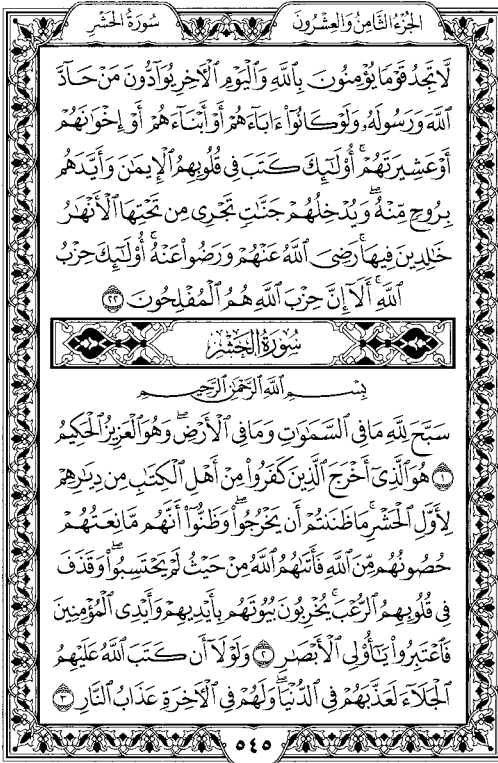 الجزء الثامن والعشرون
سورة الحشر
لَّا تَجِدُ قَوْمًا يُؤْمِنُونَ بِٱللَّهِ وَٱلْيَوْمِ ٱلْـَٔاخِرِ يُوَآدُّونَ مَنْ حَآدَّ
ٱللَّهَ وَرَسُولَهُۥ وَلَوْ كَانُوٓا۟ ءَابَآءَهُمْ أَوْ أَبْنَآءَهُمْ أَوْ إِخْوَٰنَهُمْ
أَوْ عَشِيرَتَهُمْ ۚ أُو۟لَٰٓئِكَ كَتَبَ فِى قُلُوبِهِمُ ٱلْإِيمَٰنَ وَأَيَّدَهُم
بِرُوحٍ مِّنْهُ ۖ وَيُدْخِلُهُمْ جَنَّٰتٍ تَجْرِى مِن تَحْتِهَا ٱلْأَنْهَٰرُ
خَٰلِدِينَ فِيهَا ۚ رَضِىَ ٱللَّهُ عَنْهُمْ وَرَضُوا۟ عَنْهُ ۚ أُو۟لَٰٓئِكَ حِزْبُ
ٱللَّهِ ۚ أَلَآ إِنَّ حِزْبَ ٱللَّهِ هُمُ ٱلْمُفْلِحُونَ ٢٢
سُورَةُ الحَشْرِ
بِسْمِ ٱللَّهِ ٱلرَّحْمَٰنِ ٱلرَّحِيمِ
سَبَّحَ لِلَّهِ مَا فِى ٱلسَّمَٰوَٰتِ وَمَا فِى ٱلْأَرْضِ ۖ وَهُوَ ٱلْعَزِيزُ ٱلْحَكِيمُ
١ هُوَ ٱلَّذِىٓ أَخْرَجَ ٱلَّذِينَ كَفَرُوا۟ مِنْ أَهْلِ ٱلْكِتَٰبِ مِن دِيَٰرِهِمْ
لِأَوَّلِ ٱلْحَشْرِ ۚ مَا ظَنَنتُمْ أَن يَخْرُجُوا۟ ۖ وَظَنُّوٓا۟ أَنَّهُم مَّانِعَتُهُمْ
حُصُونُهُم مِّنَ ٱللَّهِ فَأَتَىٰهُمُ ٱللَّهُ مِنْ حَيْثُ لَمْ يَحْتَسِبُوا۟ ۖ وَقَذَفَ
فِى قُلُوبِهِمُ ٱلرُّعْبَ ۚ يُخْرِبُونَ بُيُوتَهُم بِأَيْدِيهِمْ وَأَيْدِى ٱلْمُؤْمِنِينَ
فَٱعْتَبِرُوا۟ يَٰٓأُو۟لِى ٱلْأَبْصَٰرِ ٢ وَلَوْلَآ أَن كَتَبَ ٱللَّهُ عَلَيْهِمُ
ٱلْجَلَآءَ لَعَذَّبَهُمْ فِى ٱلدُّنْيَا ۖ وَلَهُمْ فِى ٱلْـَٔاخِرَةِ عَذَابُ ٱلنَّارِ ٣
٥٤٥